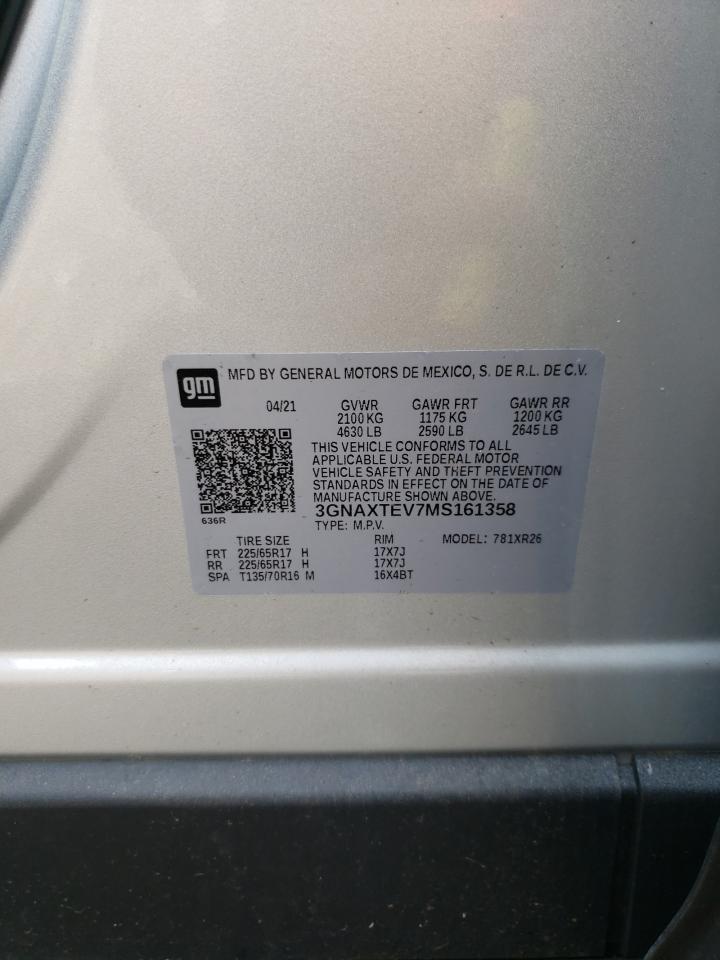 gm
MFD BY GENERAL MOTORS DE MEXICO, S. DE R.L. DE C.V.
04/21 GVWR GAWR FRT GAWR RR
2100 KG 1175 KG 1200 KG
4630 LB 2590 LB 2645 LB
THIS VEHICLE CONFORMS TO ALL
APPLICABLE U.S. FEDERAL MOTOR
VEHICLE SAFETY AND THEFT PREVENTION
STANDARDS IN EFFECT ON THE DATE OF
MANUFACTURE SHOWN ABOVE.
3GNAXTEV7MS161358
636R
TYPE: M.P.V.
TIRE SIZE RIM MODEL: 781XR26
FRT 225/65R17 H 17X7J
RR 225/65R17 H 17X7J
SPA T135/70R16 M 16X4BT